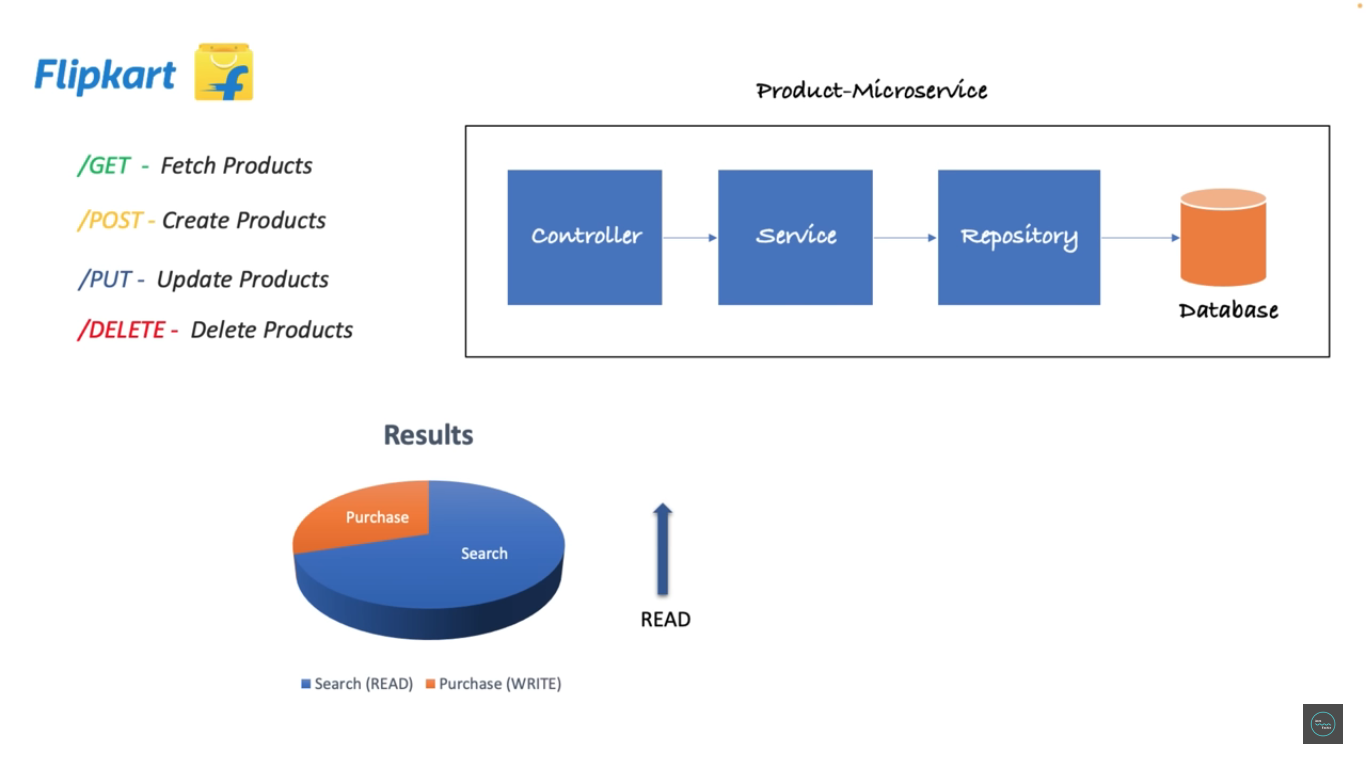 Flipkart
f
Product-Microservice
/GET - Fetch Products
/POST - Create Products
/PUT - Update Products
/DELETE - Delete Products
Controller
Service
Repository
Database
Results
Purchase
Search
READ
Search (READ)
Purchase (WRITE)